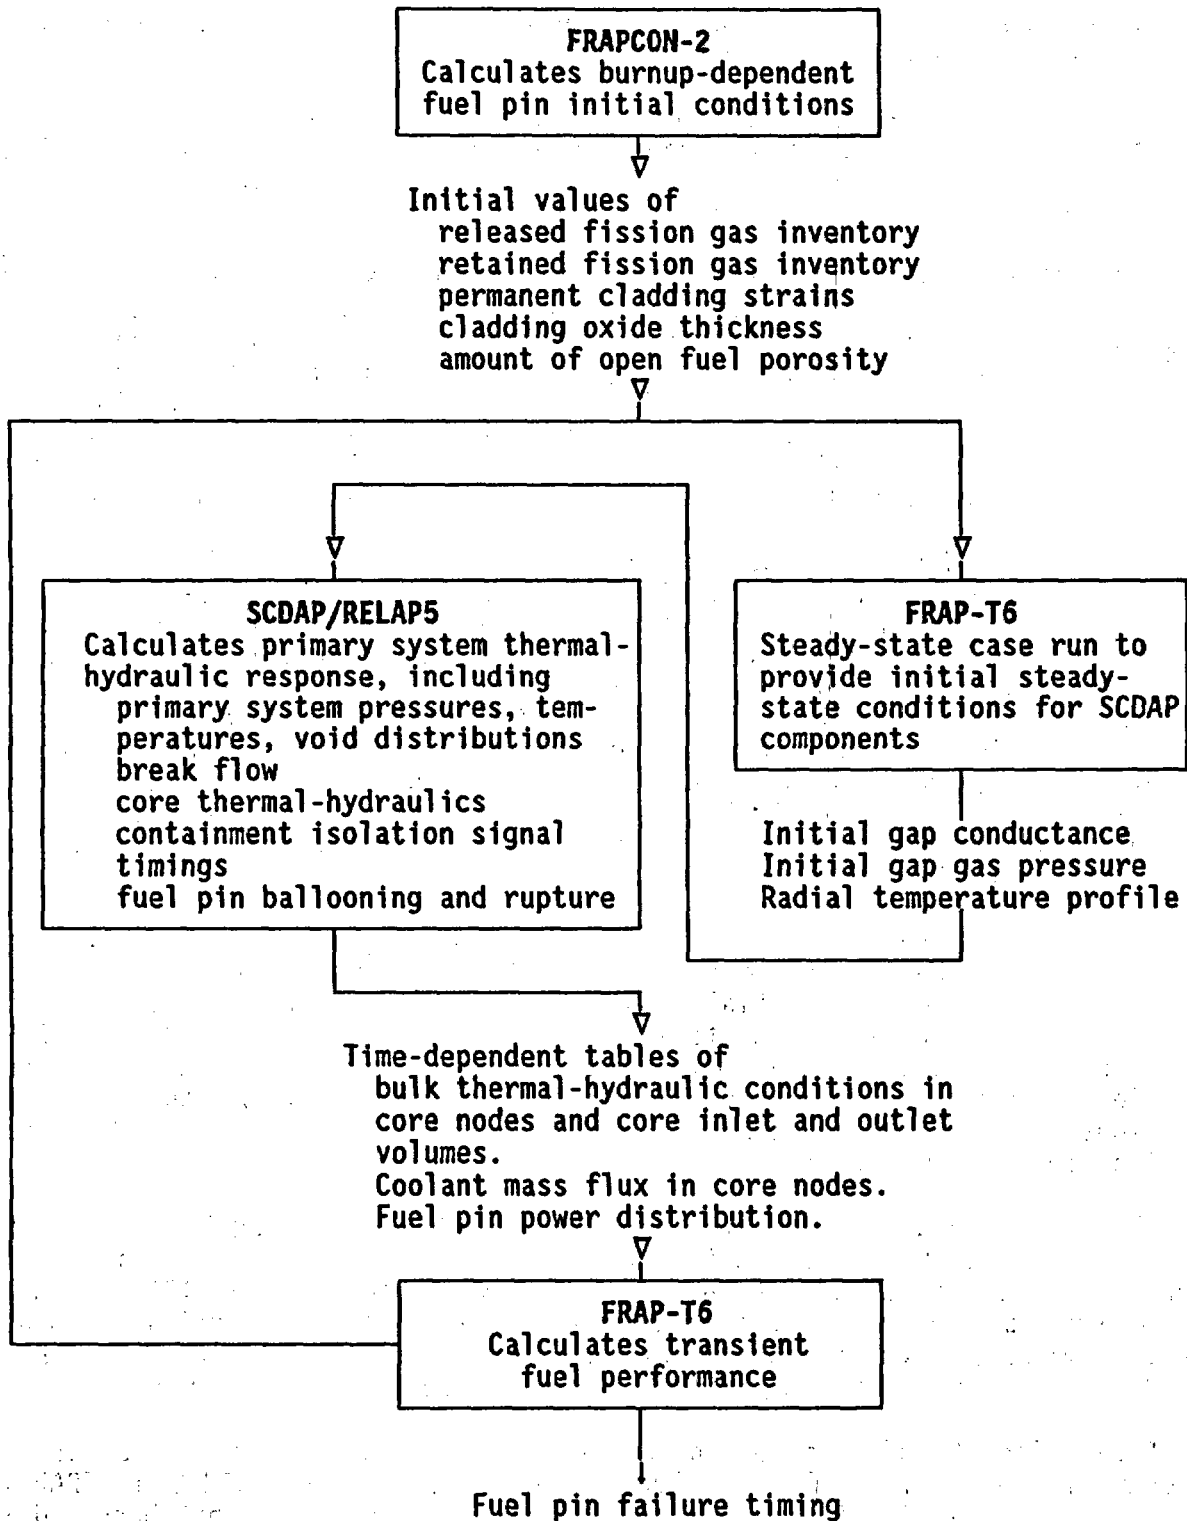 FRAPCON-2
Calculates burnup-dependent
fuel pin initial conditions
Initial values of
released fission gas inventory
retained fission gas inventory
permanent cladding strains
cladding oxide thickness
amount of open fuel porosity
SCDAP/RELAP5
Calculates primary system thermal-
hydraulic response, including
primary system pressures, tem-
peratures, void distributions
break flow
core thermal-hydraulics
containment isolation signal
timings
fuel pin ballooning and rupture
FRAP-T6
Steady-state case run to
provide initial steady-
state conditions for SCDAP
components
Initial gap conductance
Initial gap gas pressure
Radial temperature profile
Time-dependent tables of
bulk thermal-hydraulic conditions in
core nodes and core inlet and outlet
volumes.
Coolant mass flux in core nodes.
Fuel pin power distribution.
FRAP-T6
Calculates transient
fuel performance
Fuel pin failure timing